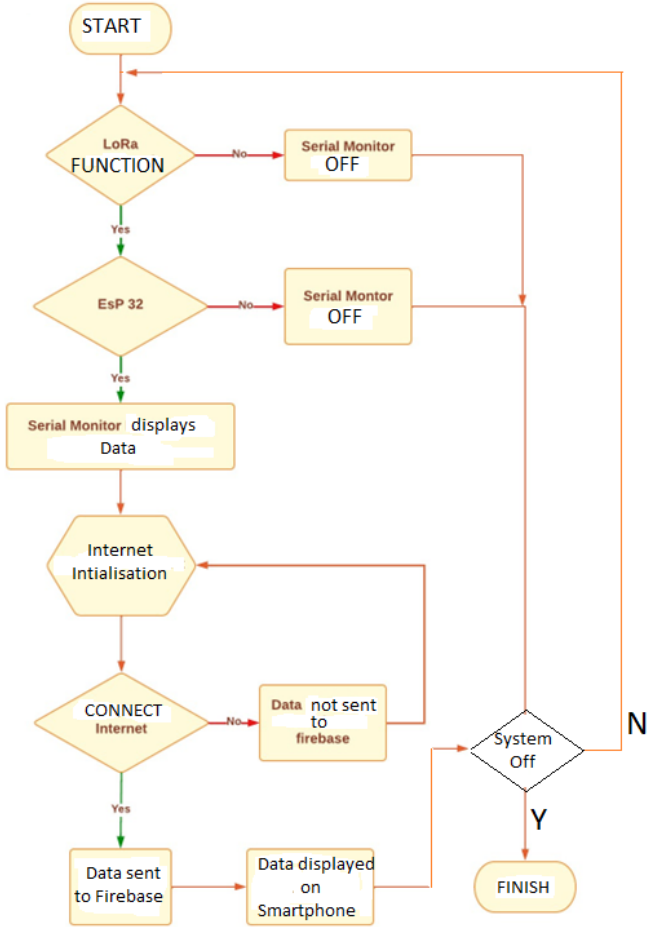 START
LoRa
FUNCTION
No
Serial Monitor
OFF
Yes
EsP 32
No
Serial Montor
OFF
Yes
Serial Monitor displays
Data
Internet
Intialisation
CONNECT
Internet
No
Data not sent
to
firebase
System
Off
N
Yes
Y
Data sent
to Firebase
Data displayed
on
Smartphone
FINISH